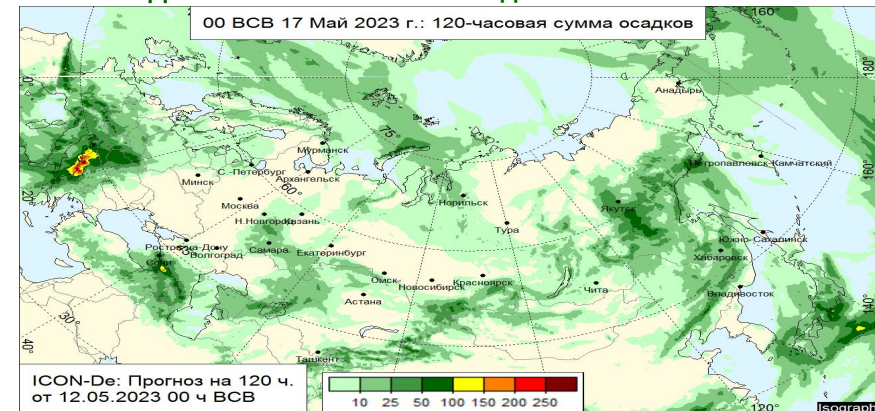 00 ВСВ 17 Май 2023 г.: 120-часовая сумма осадков
160°
180°
0°
Анадырь
75°
Мурманск
Петропавловск-Камчатский
С.-Петербург
Архангельск
160°
Минск
60°
20°
Москва
Норильск
Якутск
Н.Новгород
Казань
Тура
Южно-Сахалинск
Ростов-на-Дону
Самара
Екатеринбург
Волгоград
Хабаровск
Сочи
Омск
Новосибирск
Красноярск
Чита
Астана
Владивосток
140°
30°
40°
Ташкент
ICON-De: Прогноз на 120 ч.
от 12.05.2023 00 ч ВСВ
10 25 50 100 150 200 250
120°
Isograph